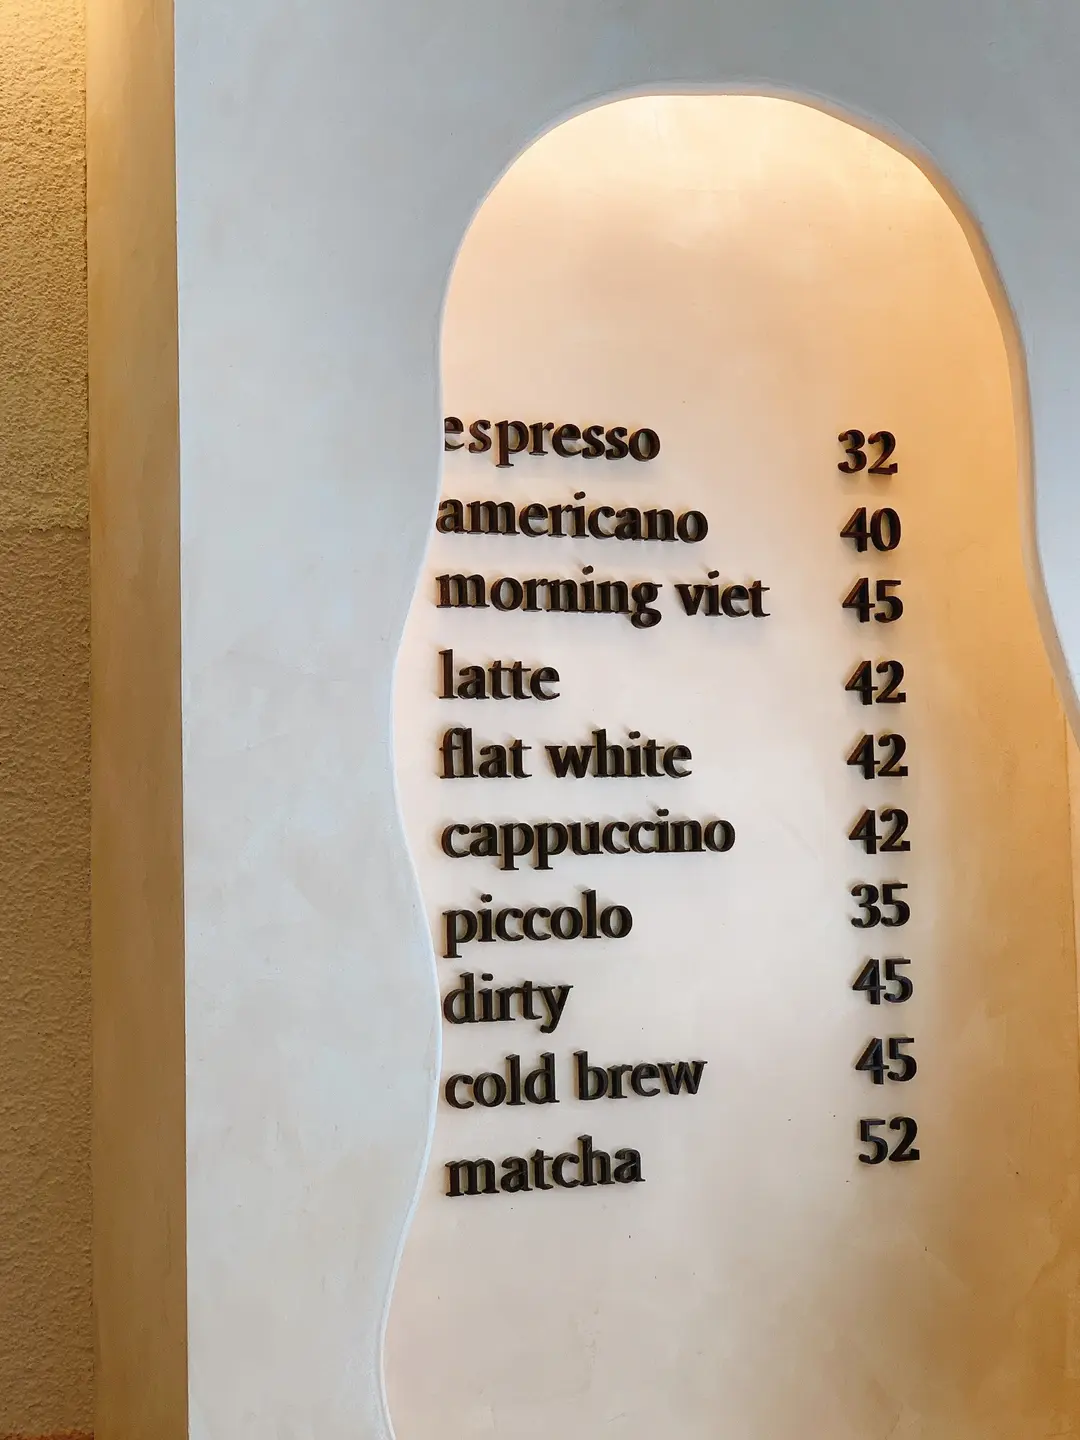 espresso 32
americano 40
morning viet 45
latte 42
flat white 42
cappuccino 42
piccolo 35
dirty 45
cold brew 45
matcha 52